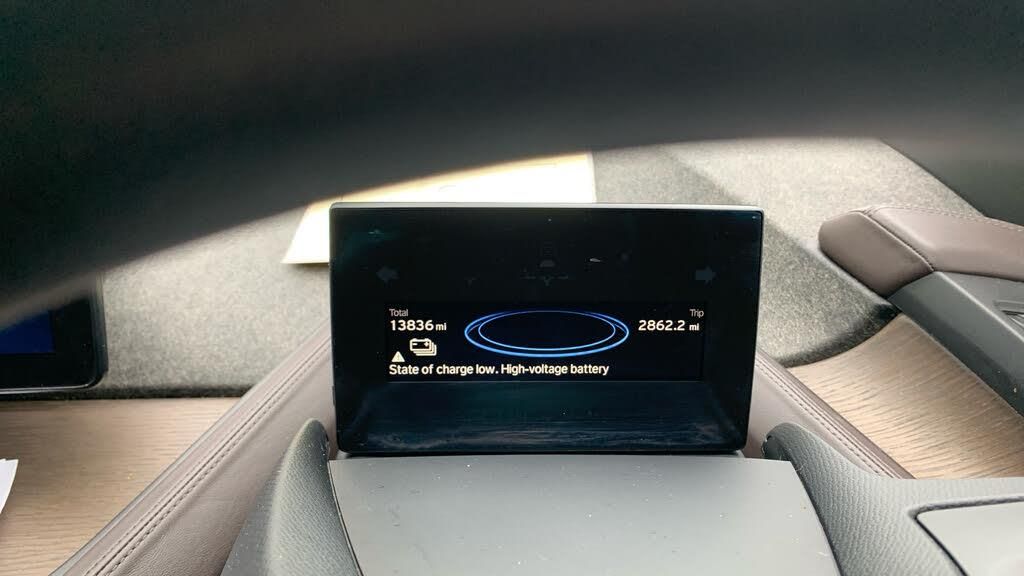 Total
13836 mi
Trip
2862.2 mi
State of charge low. High-voltage battery